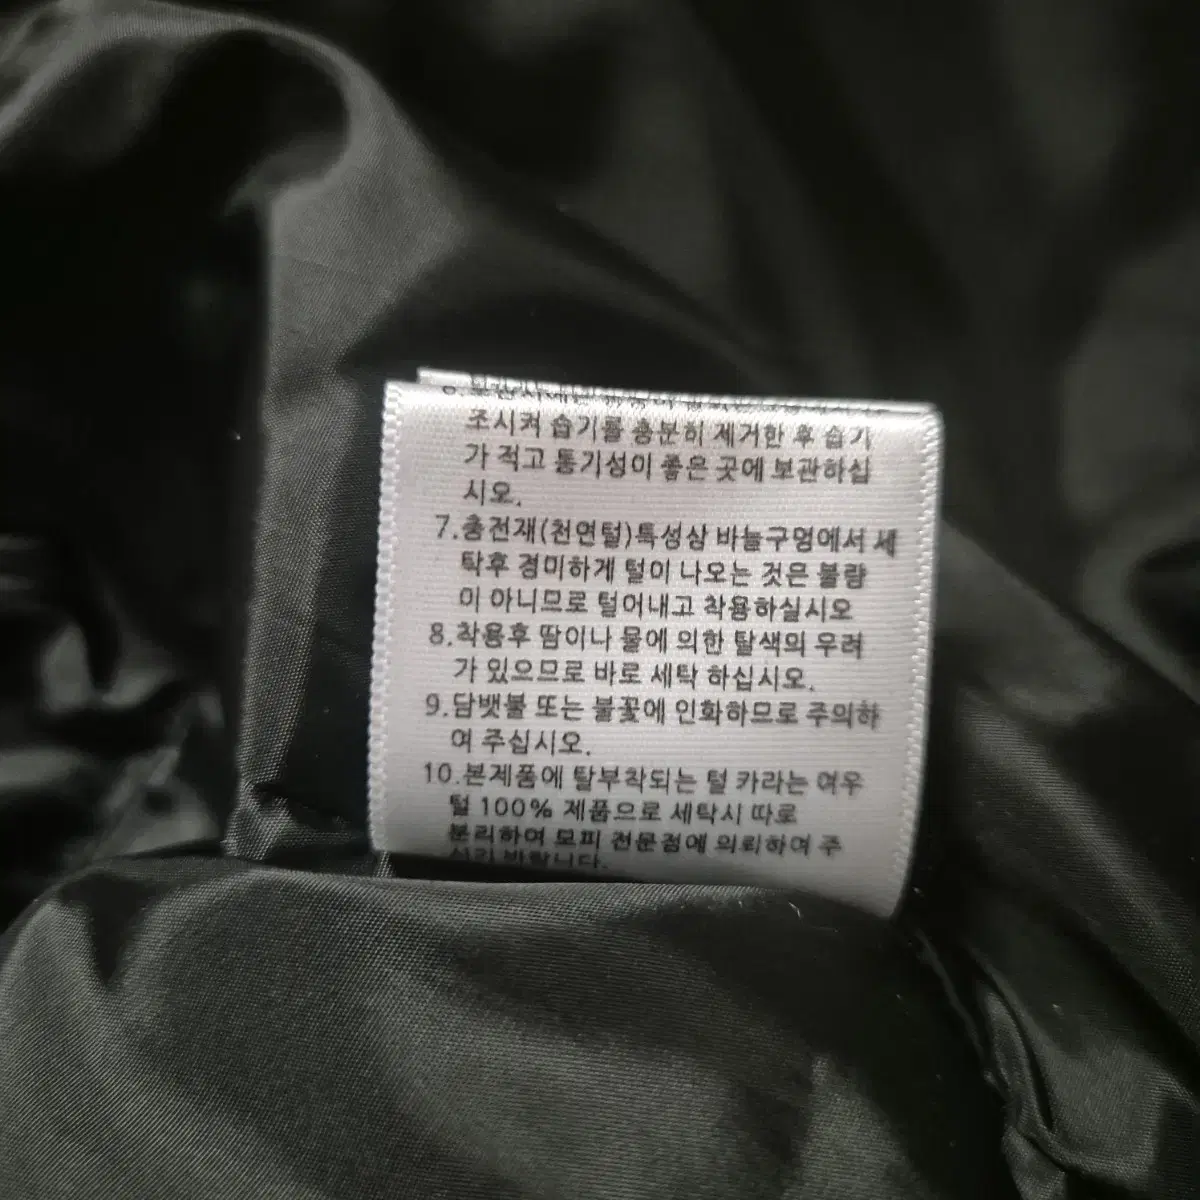 조시켜 습기를 충분히 제거한 후 습기
가 적고 통기성이 좋은 곳에 보관하십
시오.
7.충전재(천연털)특성상 바늘구멍에서 세
탁후 경미하게 털이 나오는 것은 불량
이 아니므로 털어내고 착용하실시오
8.착용후 땀이나 물에 의한 탈색의 우려
가 있으므로 바로 세탁 하십시오.
9.담뱃불 또는 불꽃에 인화하므로 주의하
여 주십시오.
10.본제품에 탈부착되는 털 카라는 여우
털 100% 제품으로 세탁시 따로
분리하여 모피 전문점에 의뢰하여 주
시기 바랍니다.